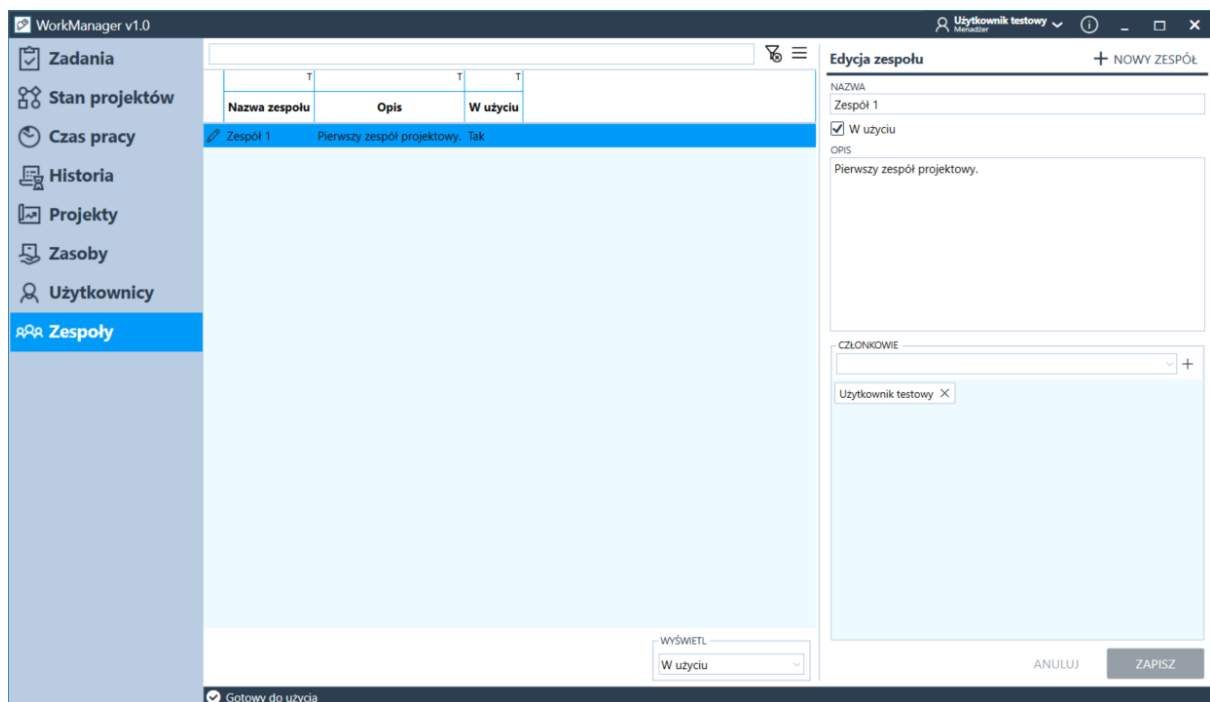 WorkManager v1.0
Użytkownik testowy
Menadżer
Zadania
Stan projektów
Czas pracy
Historia
Projekty
Zasoby
Użytkownicy
Zespoły
T T T
Nazwa zespołu Opis W użyciu
Zespół 1 Pierwszy zespół projektowy. Tak
WYŚWIETL
W użyciu
Edycja zespołu + NOWY ZESPÓŁ
NAZWA
Zespół 1
W użyciu
OPIS
Pierwszy zespół projektowy.
CZŁONKOWIE
Użytkownik testowy
ANULUJ ZAPISZ
Gotowy do użycia